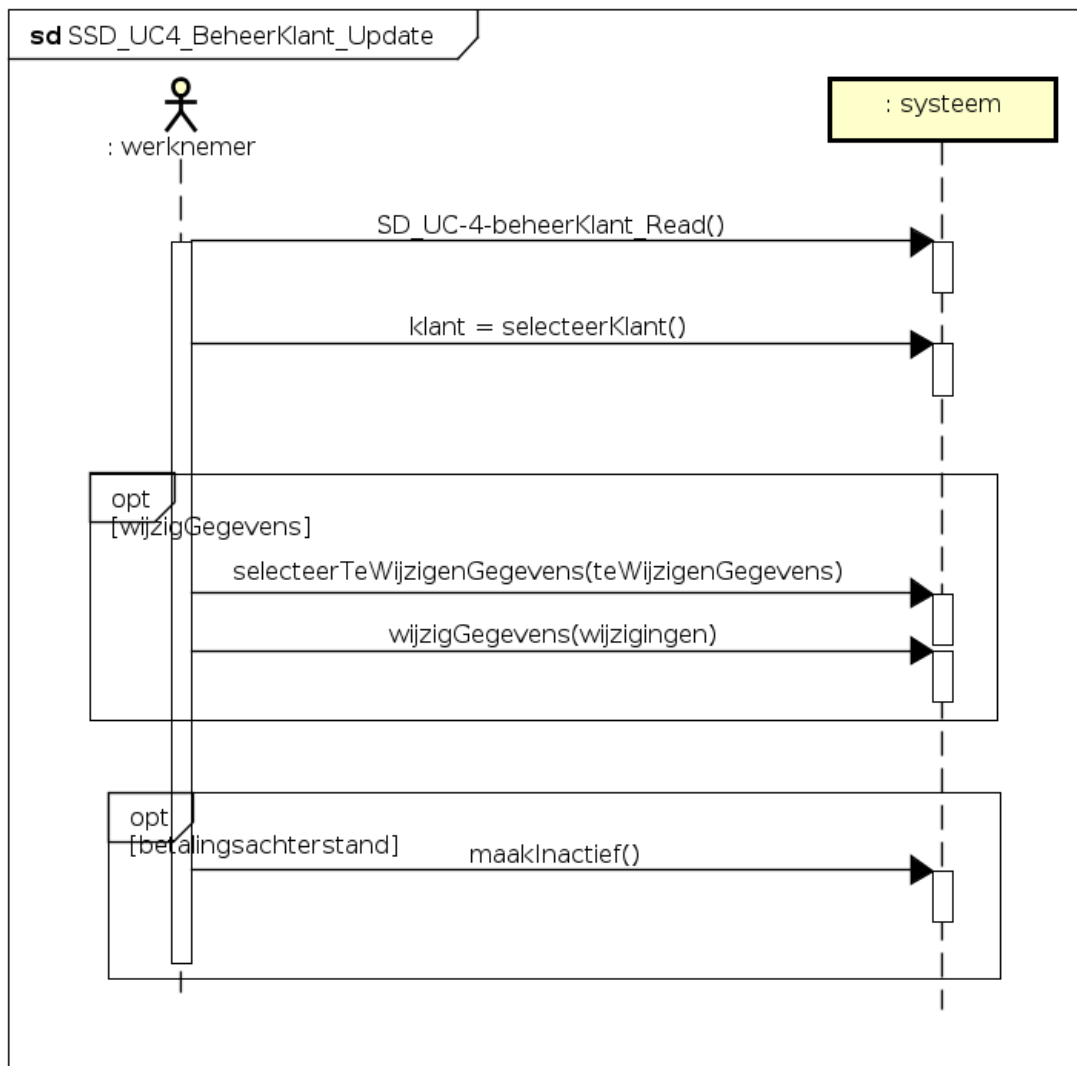 sd SSD_UC4_BeheerKlant_Update
: werknemer
: systeem
SD_UC-4-beheerKlant_Read()
klant = selecteerKlant()
opt
[wijzigGegevens]
selecteerTeWijzigenGegevens(teWijzigenGegevens)
wijzigGegevens(wijzigingen)
opt
[betalingsachterstand]
maakInactief()